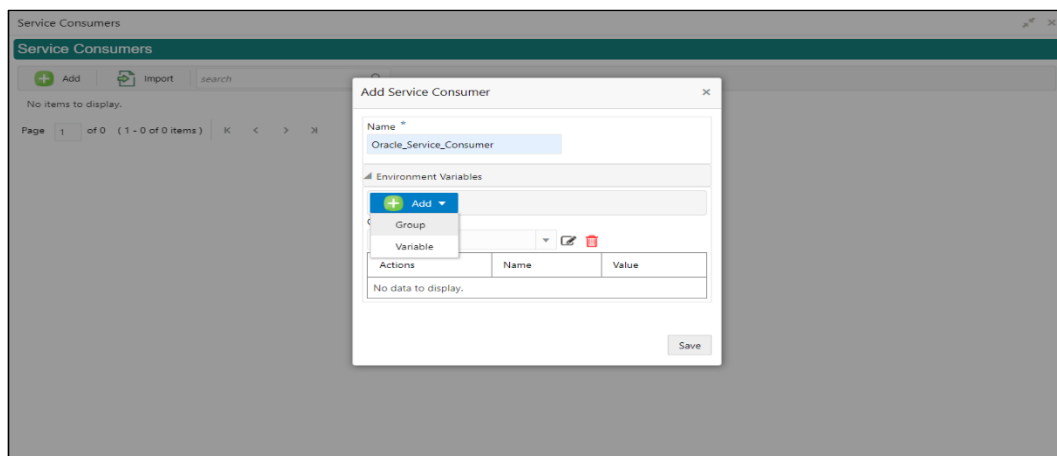 Service Consumers
Service Consumers
Add Import search
No items to display.
Page 1 of 0 ( 1 - 0 of 0 items )
Add Service Consumer
Name *
Oracle_Service_Consumer
Environment Variables
Add
Group
Variable
Actions Name Value
No data to display.
Save